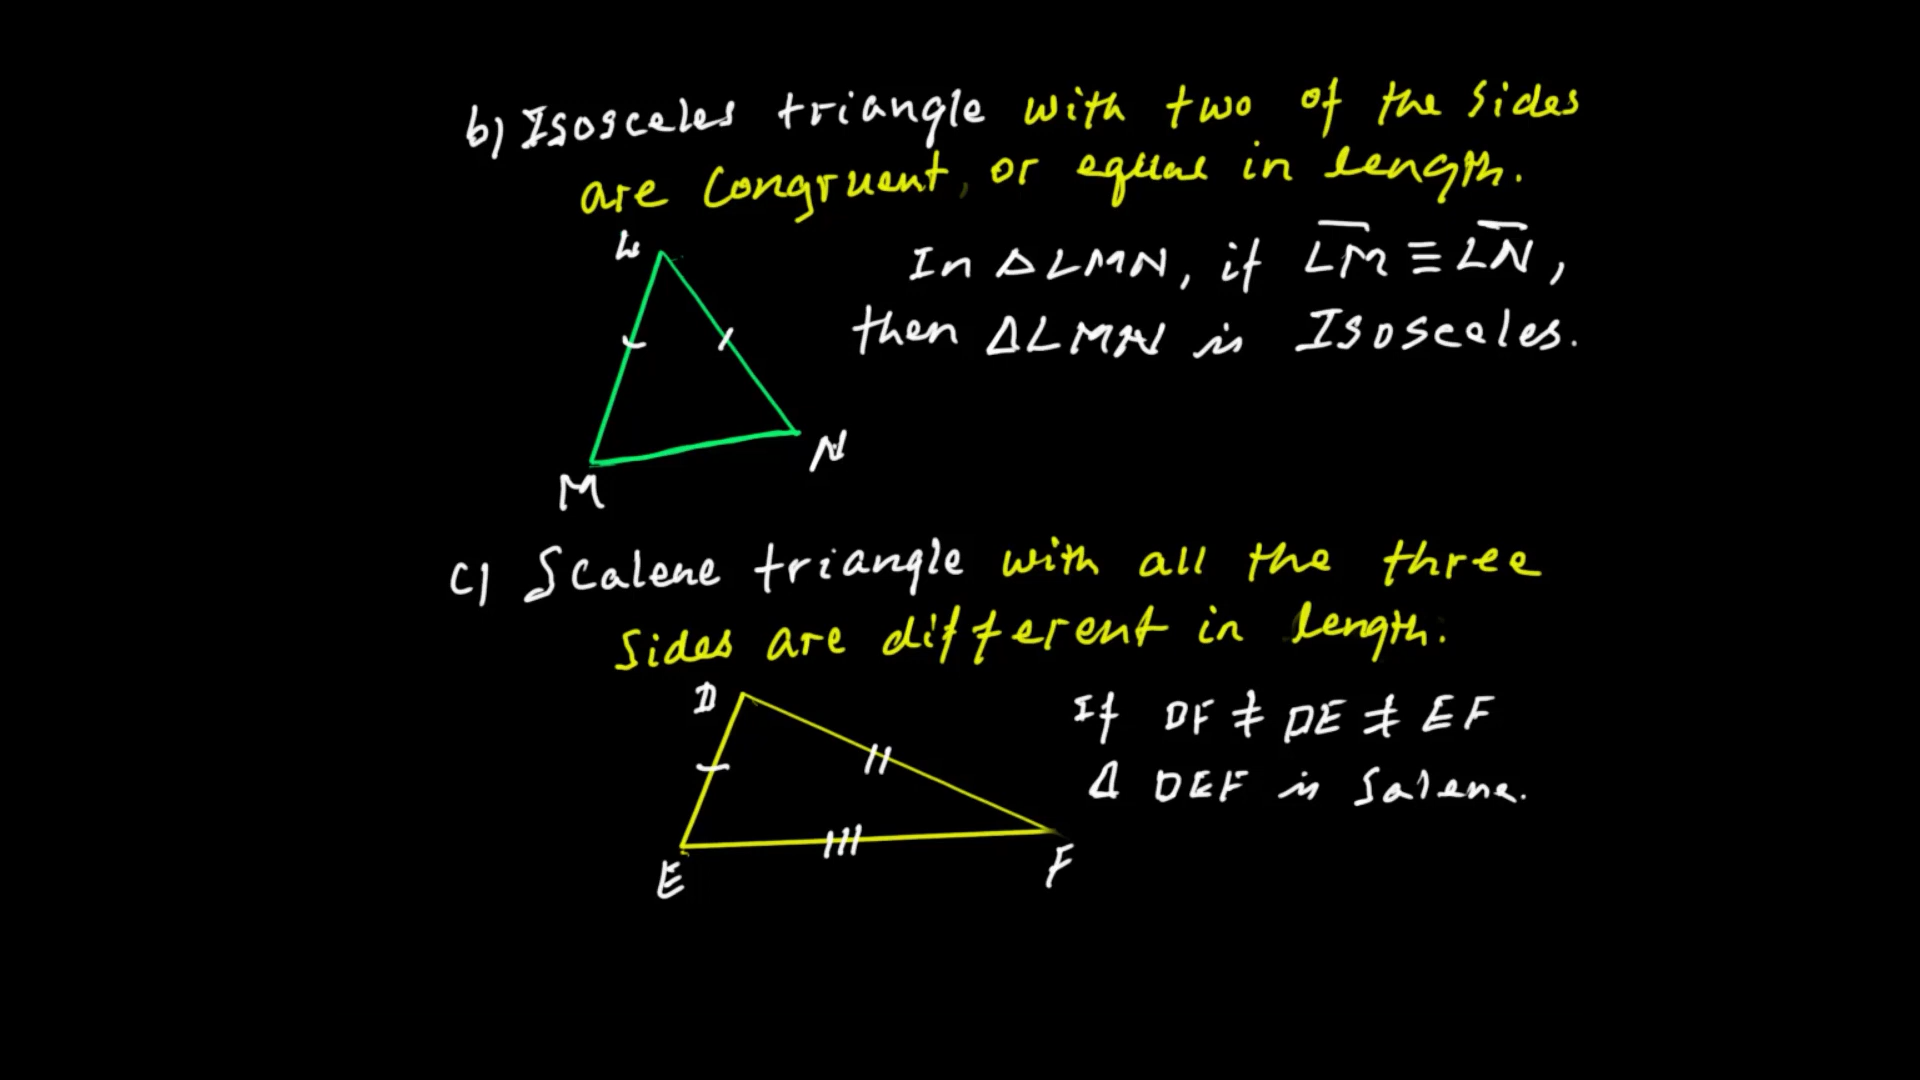 b) Isosceles triangle with two of the sides
are congruent, or equal in length.
L
In △LMN, if L̅M̅ ≡ L̅N̅,
then △LMN is Isosceles.
N
M
c) Scalene triangle with all the three
sides are different in length.
D
If DF ≠ DE ≠ EF
△ DEF is Salene.
E
F